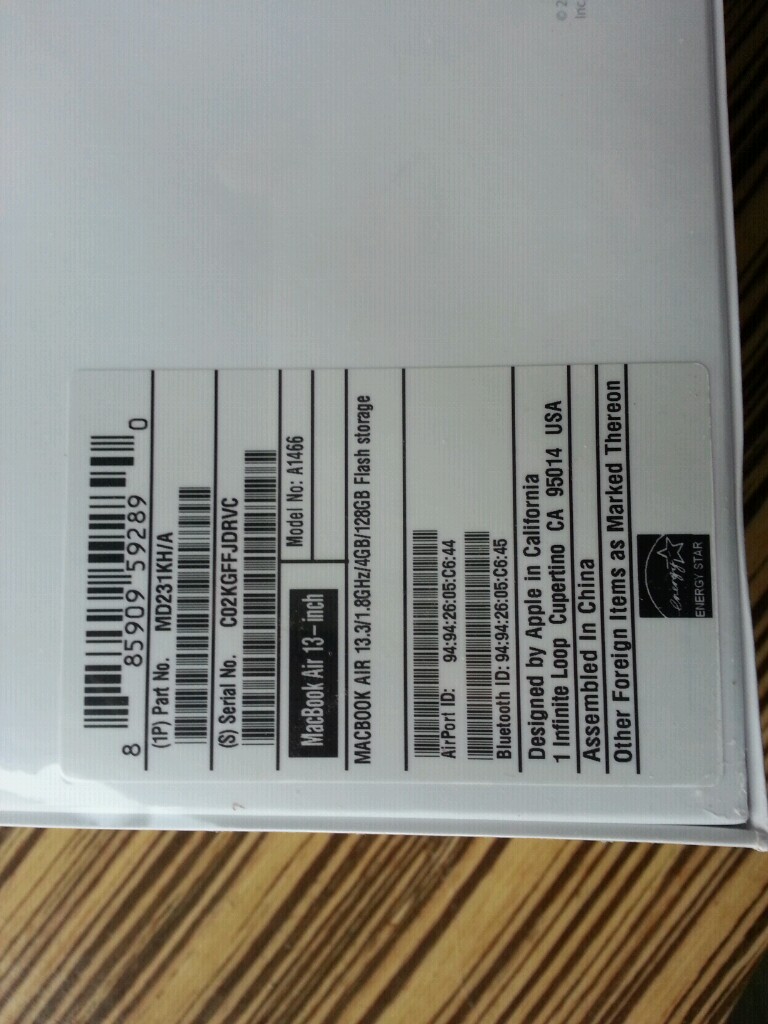 © 2
Inc.
8 85909 59289 0
(1P) Part No. MD231KH/A
(S) Serial No. C02KGFFJDRVC
MacBook Air 13–inch
Model No: A1466
MACBOOK AIR 13.3/1.8GHz/4GB/128GB Flash storage
AirPort ID: 94:94:26:05:C6:44
Bluetooth ID: 94:94:26:05:C6:45
Designed by Apple in California
1 Infinite Loop Cupertino CA 95014 USA
Assembled In China
Other Foreign Items as Marked Thereon
energy
ENERGY STAR